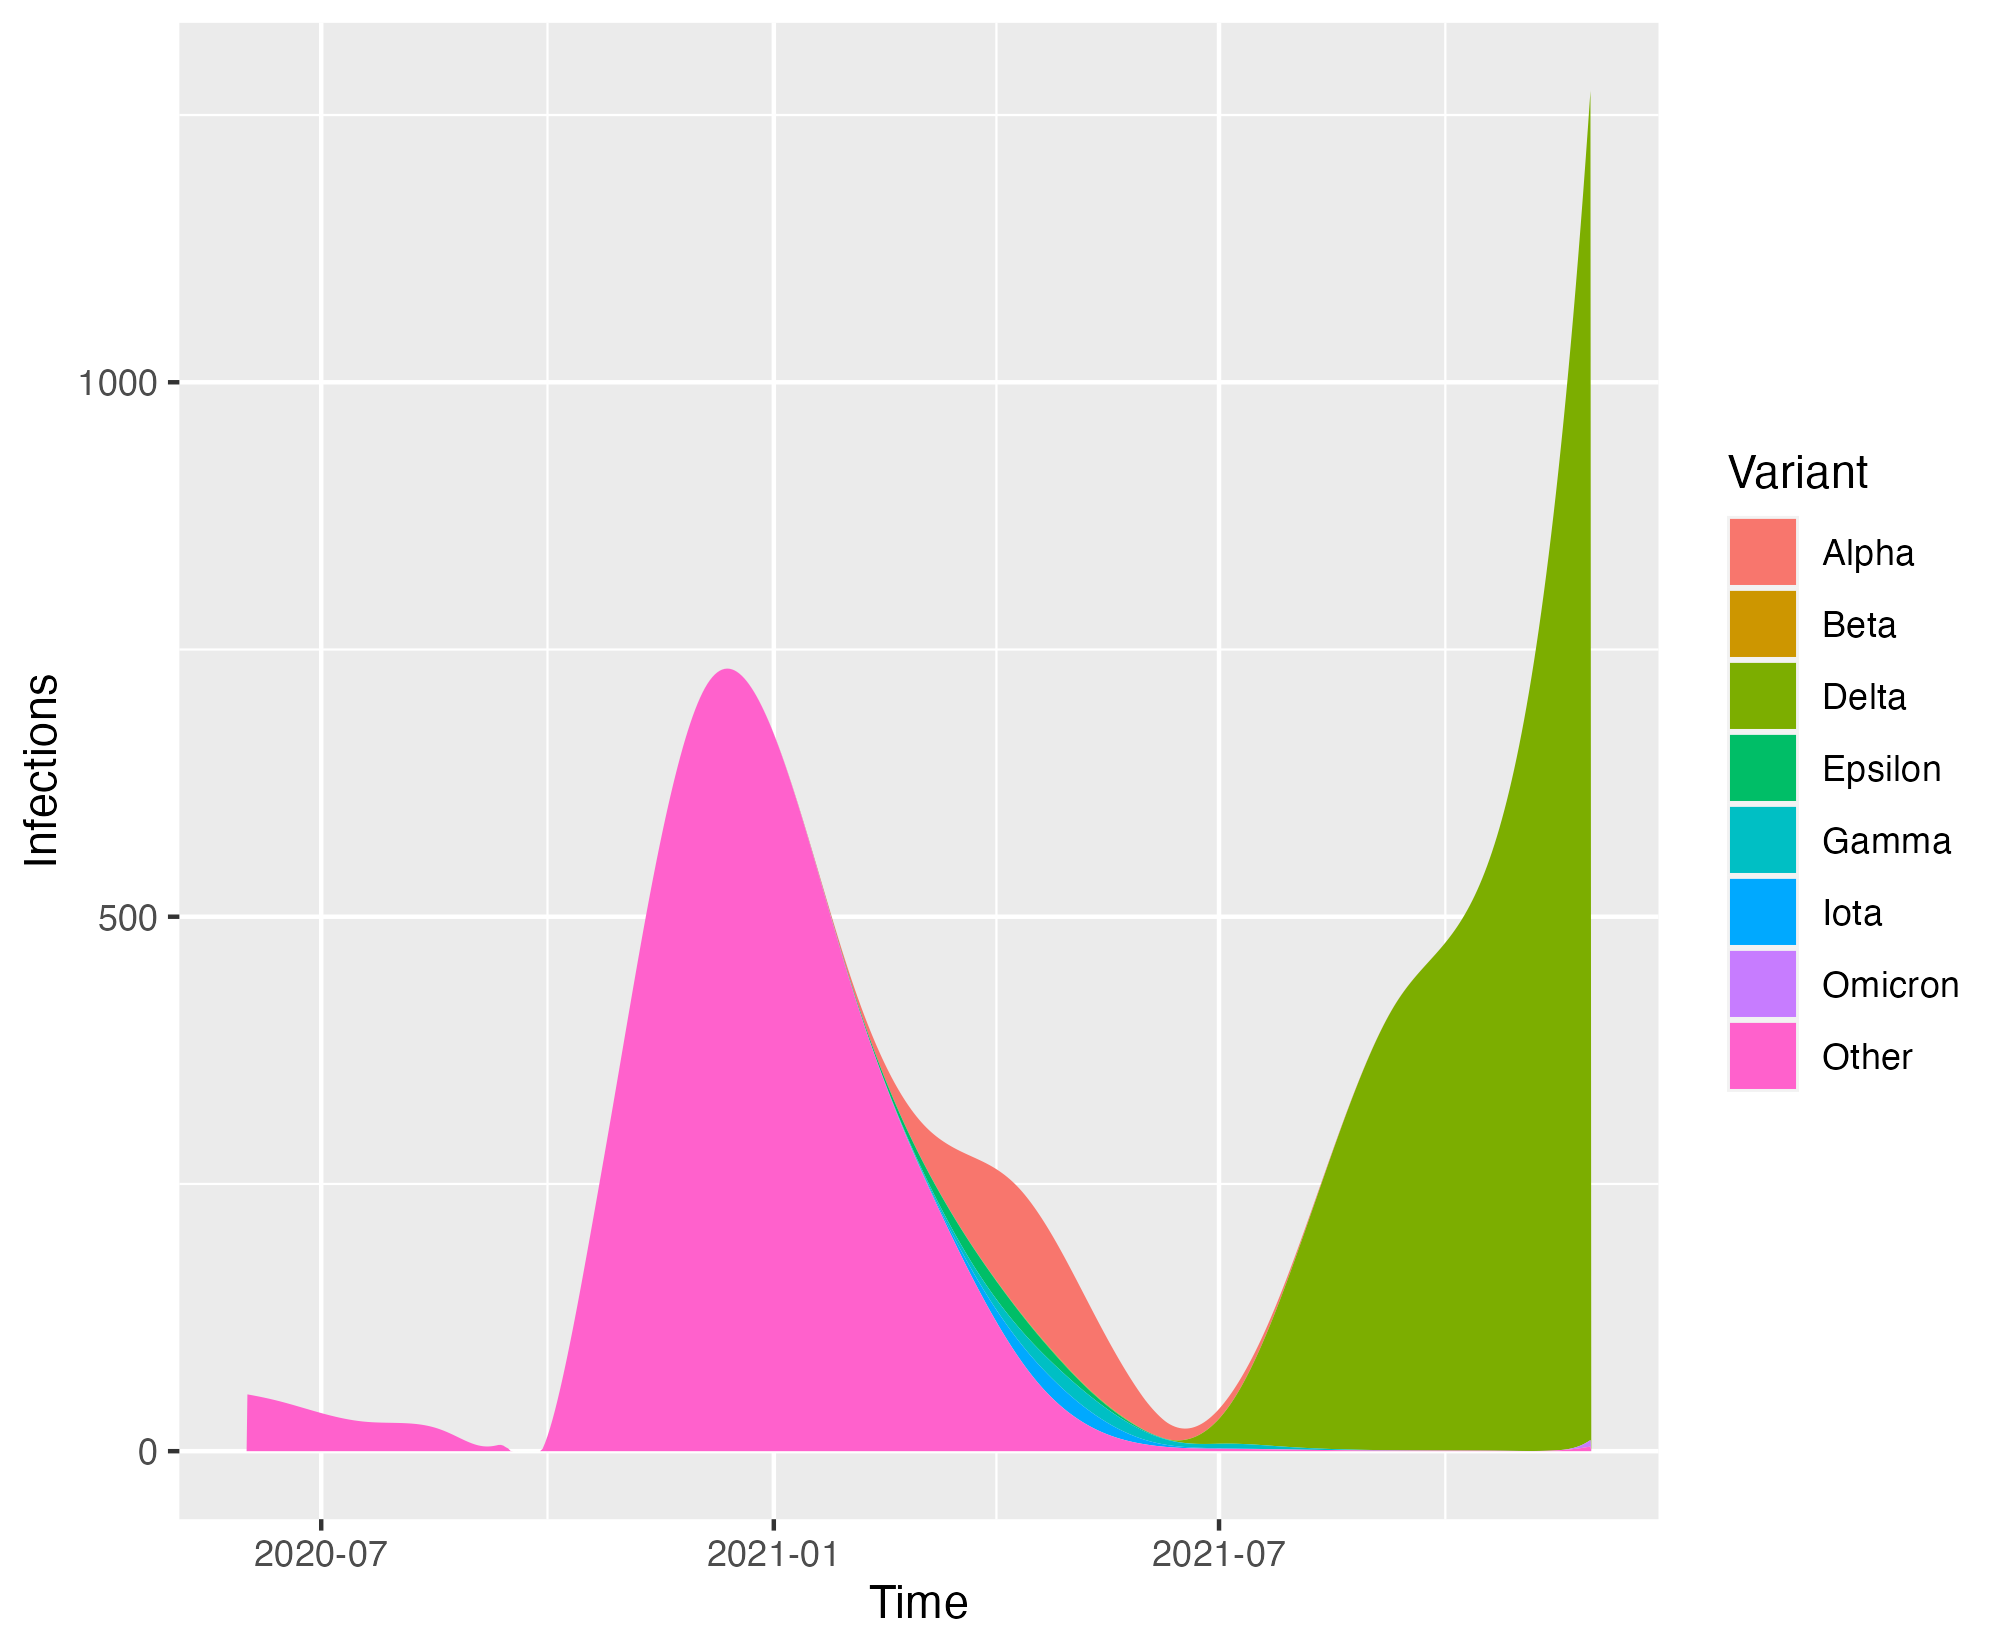 Infections
1000
500
0
2020-07
2021-01
2021-07
Time
Variant
Alpha
Beta
Delta
Epsilon
Gamma
Iota
Omicron
Other